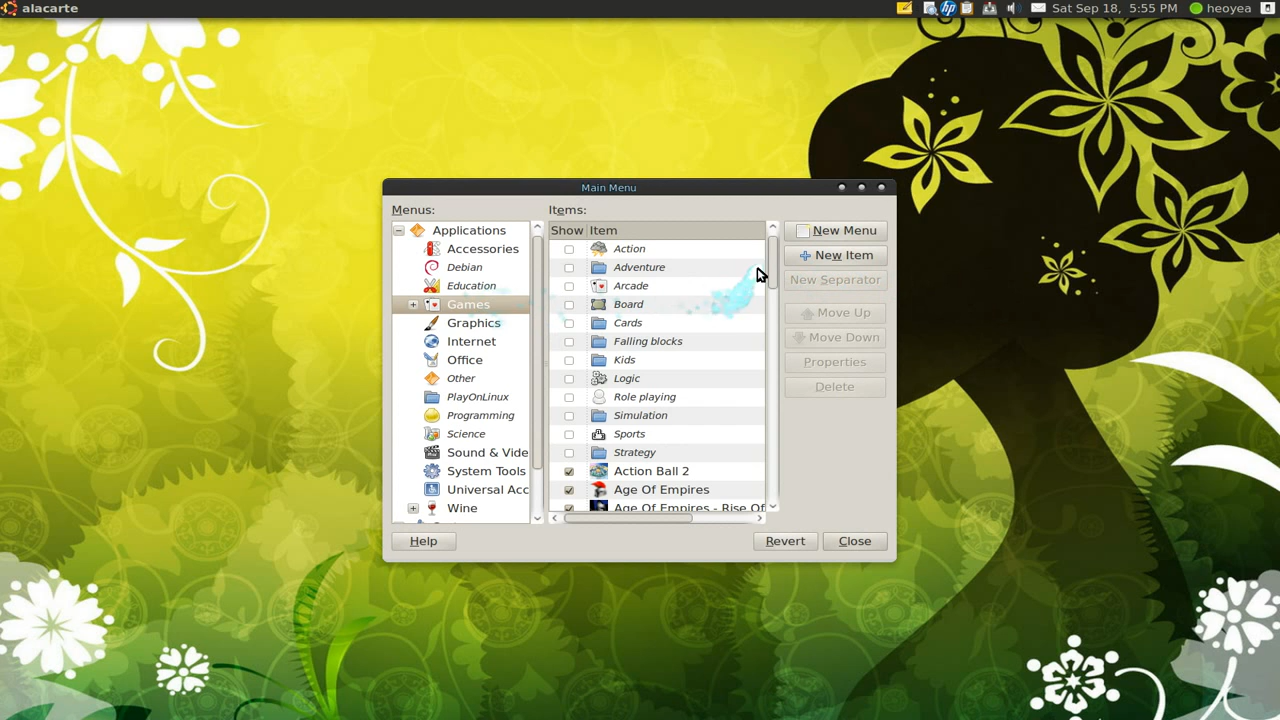 alacarte
Sat Sep 18, 5:55 PM
heoyea
Main Menu
Menus:
Applications
Accessories
Debian
Education
Games
Graphics
Internet
Office
Other
PlayOnLinux
Programming
Science
Sound & Vide
System Tools
Universal Acc
Wine
Items:
Show Item
Action
Adventure
Arcade
Board
Cards
Falling blocks
Kids
Logic
Role playing
Simulation
Sports
Strategy
Action Ball 2
Age Of Empires
Age Of Empires - Rise Of
New Menu
New Item
New Separator
Move Up
Move Down
Properties
Delete
Help
Revert
Close
hp